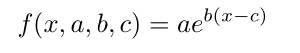 f(x, a, b, c) = ae^{b(x-c)}